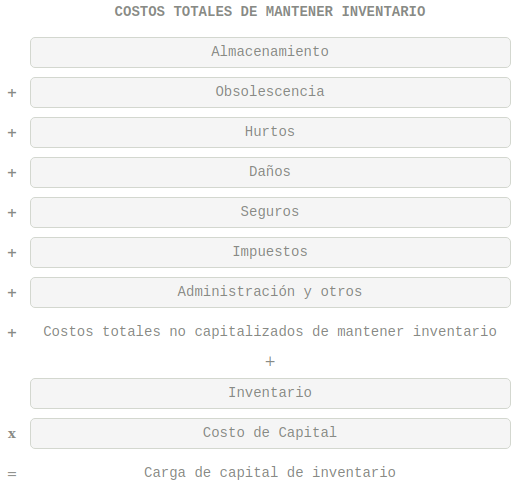 COSTOS TOTALES DE MANTENER INVENTARIO
Almacenamiento
+ Obsolescencia
+ Hurtos
+ Daños
+ Seguros
+ Impuestos
+ Administración y otros
+ Costos totales no capitalizados de mantener inventario
+
Inventario
x Costo de Capital
= Carga de capital de inventario